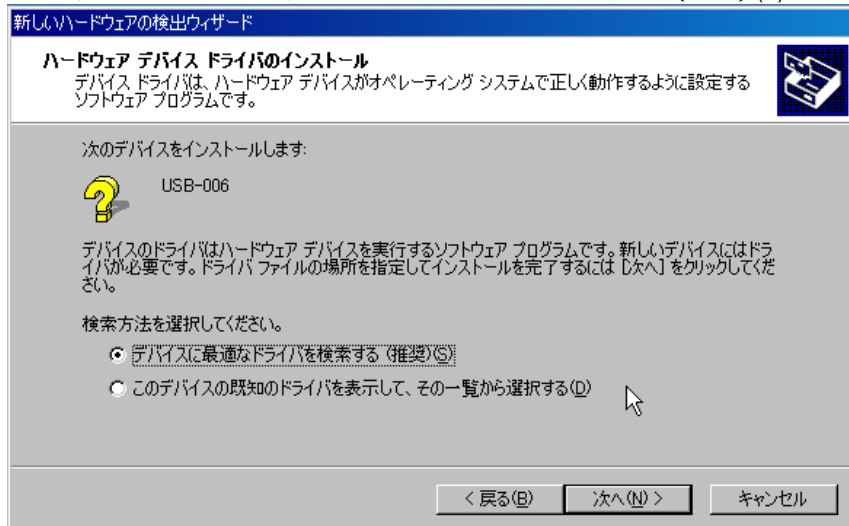 新しいハードウェアの検出ウィザード
ハードウェア デバイス ドライバのインストール
デバイス ドライバは、ハードウェア デバイスがオペレーティング システムで正しく動作するように設定する
ソフトウェア プログラムです。
次のデバイスをインストールします:
USB-006
デバイスのドライバはハードウェア デバイスを実行するソフトウェア プログラムです。新しいデバイスにはドラ
イバが必要です。ドライバ ファイルの場所を指定してインストールを完了するには [次へ] をクリックしてくだ
さい。
検索方法を選択してください。
デバイスに最適なドライバを検索する (推奨)(S)
このデバイスの既知のドライバを表示して、その一覧から選択する(D)
< 戻る(B)
次へ(N) >
キャンセル